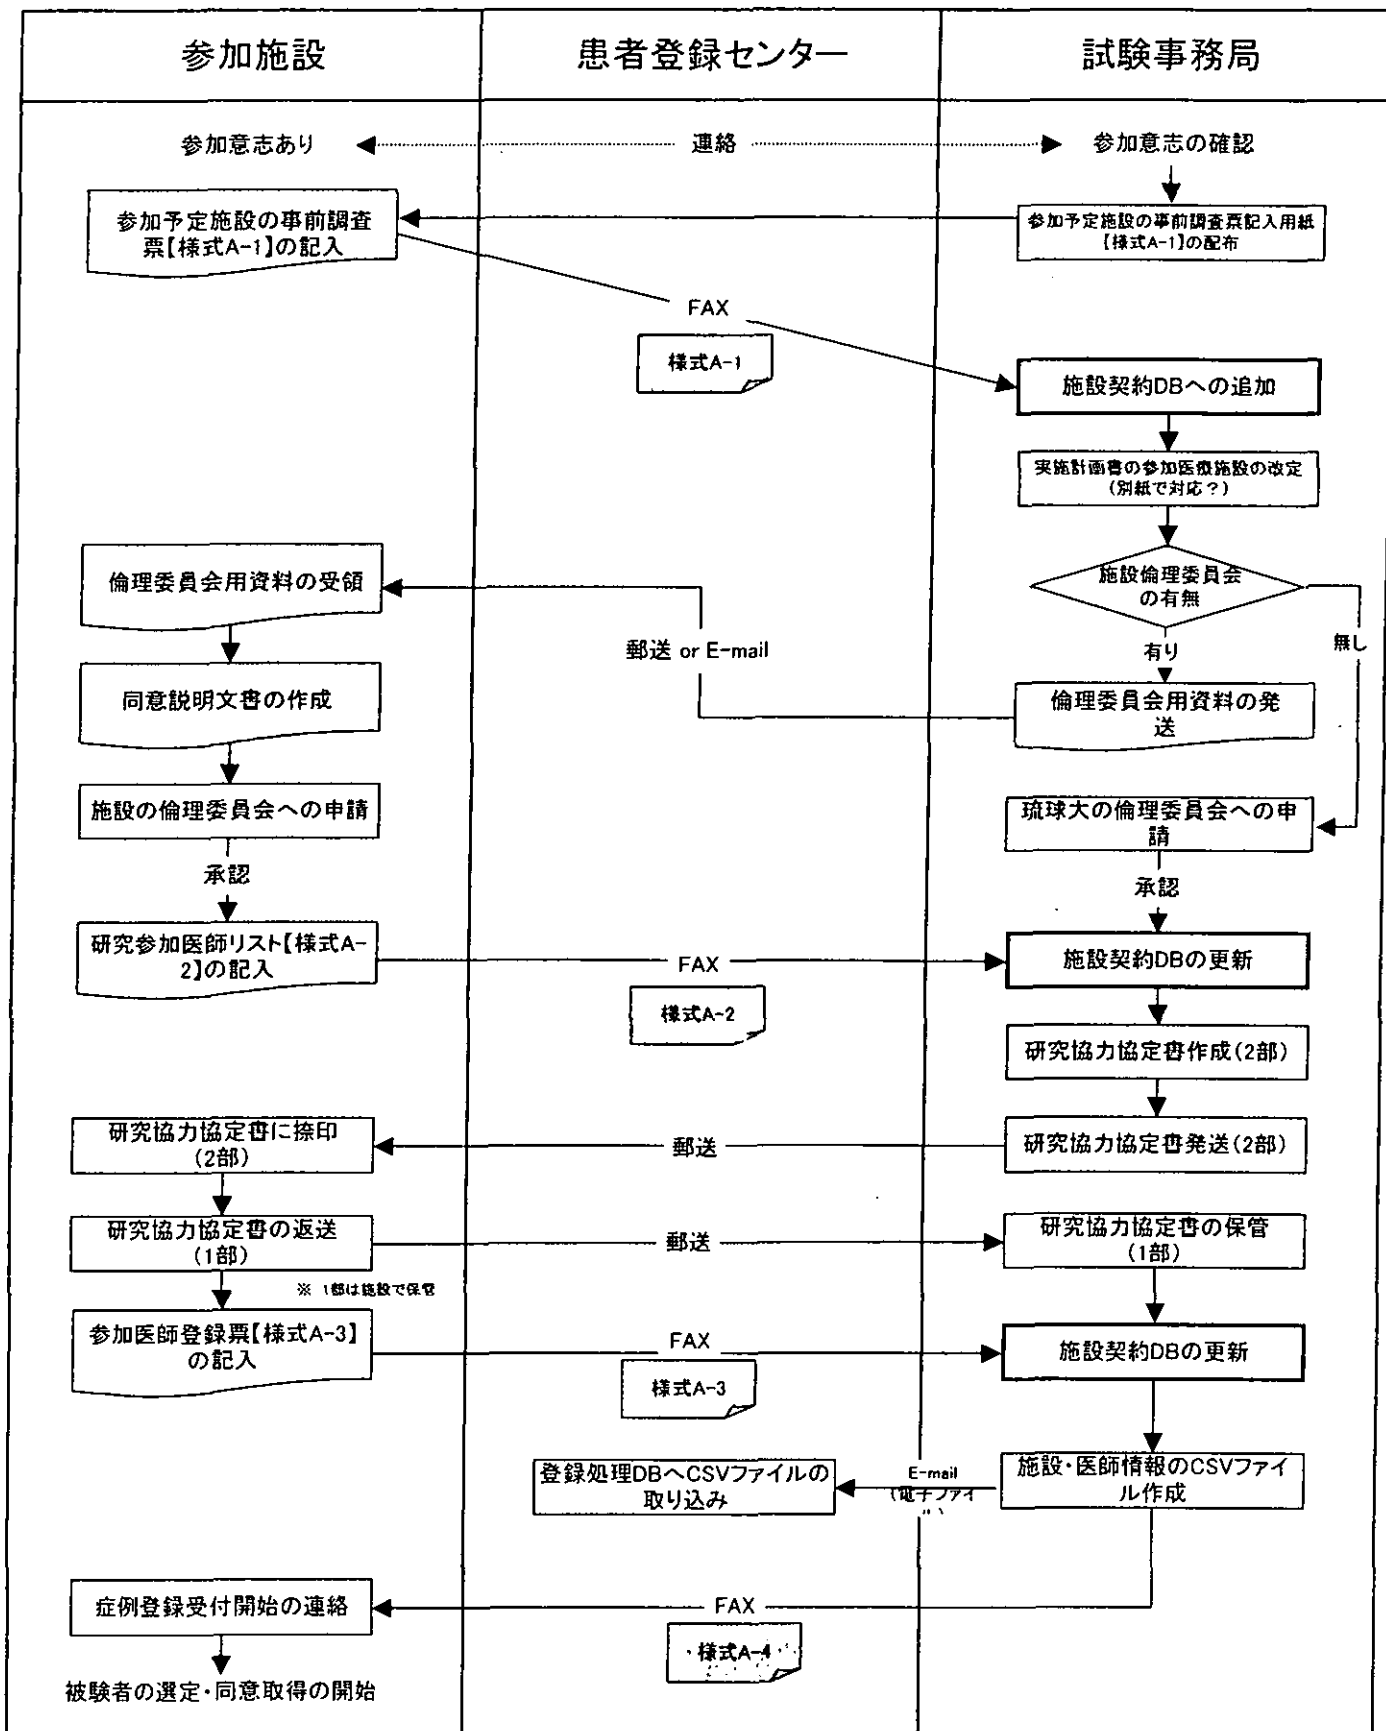 参加施設
患者登録センター
試験事務局
参加意志あり
連絡
参加意志の確認
参加予定施設の事前調査
票【様式A-1】の記入
参加予定施設の事前調査票記入用紙
【様式A-1】の配布
FAX
様式A-1
施設契約DBへの追加
実施計画書の参加医療施設の改定
(別紙で対応?)
倫理委員会用資料の受領
施設倫理委員会
の有無
無し
郵送 or E-mail
有り
同意説明文書の作成
倫理委員会用資料の発
送
施設の倫理委員会への申請
琉球大の倫理委員会への申
請
承認
承認
研究参加医師リスト【様式A-
2】の記入
FAX
施設契約DBの更新
様式A-2
研究協力協定書作成(2部)
研究協力協定書に捺印
(2部)
郵送
研究協力協定書発送(2部)
研究協力協定書の返送
(1部)
郵送
研究協力協定書の保管
(1部)
※ 1部は施設で保管
参加医師登録票【様式A-3】
の記入
FAX
施設契約DBの更新
様式A-3
登録処理DBへCSVファイルの
取り込み
E-mail
(電子ファイ
ル)
施設・医師情報のCSVファイ
ル作成
症例登録受付開始の連絡
FAX
様式A-4
被験者の選定・同意取得の開始